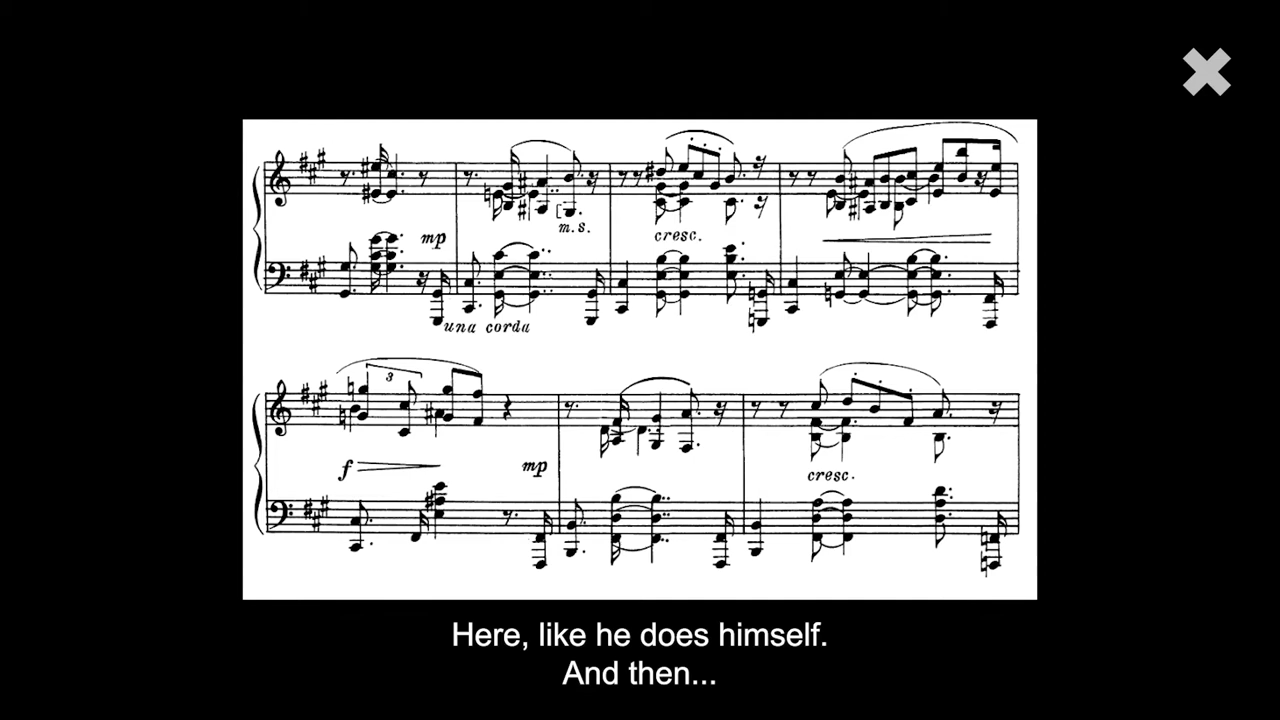 mp
m.s.
cresc.
una corda
3
f
mp
cresc.
Here, like he does himself.
And then...